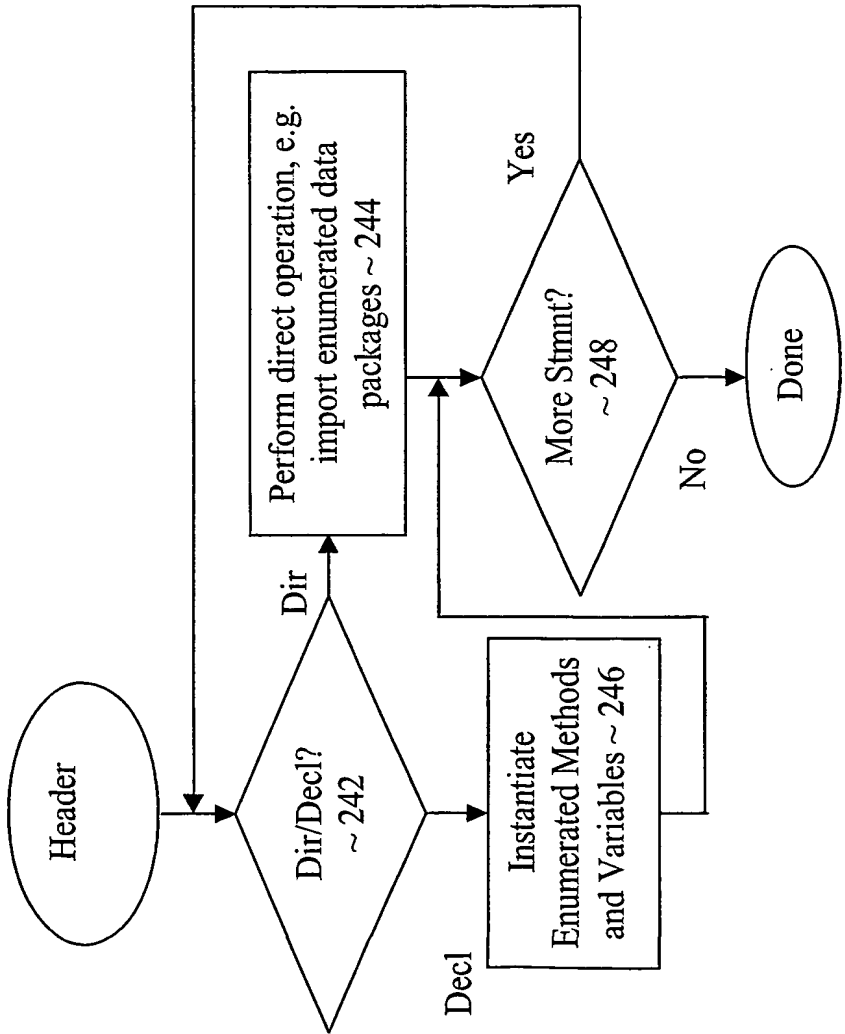 Header
Dir/Decl?
~ 242
Dir
Perform direct operation, e.g.
import enumerated data
packages ~ 244
Decl
Instantiate
Enumerated Methods
and Variables ~ 246
More Stmnt?
~ 248
Yes
No
Done